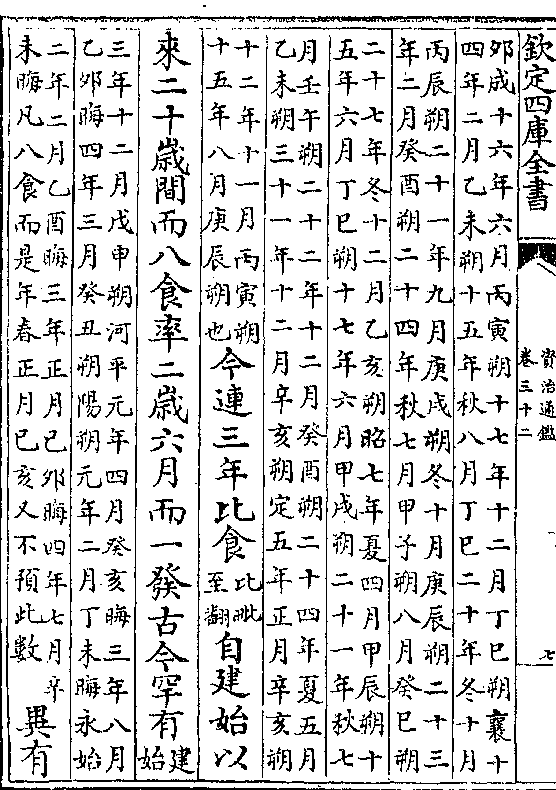 欽定四庫全書
資治通鑑
卷三十二
七
夘成十六年六月丙寅朔十七年十二月丁巳朔襄十
四年二月乙未朔十五年秋八月丁巳二十年冬十月
丙辰朔二十一年九月庚戌朔冬十月庚辰朔二十三
年二月癸酉朔二十四年秋七月甲子朔八月癸巳朔
二十七年冬十二月乙亥朔昭七年夏四月甲辰朔十
五年六月丁巳朔十七年六月甲戌朔二十一年秋七
月壬午朔二十二年十二月癸酉朔二十四年夏五月
乙未朔三十一年十二月辛亥朔定五年正月辛亥朔
十二年十一月丙寅朔
十五年八月庚辰朔也
今連三年比食
比毗
至翻
自建始以
來二十歲間而八食率二歲六月而一發古今罕有
建
始
三年十二月戊申朔河平元年四月癸亥晦三年八月
乙夘晦四年三月癸丑朔陽朔元年二月丁未晦永始
二年二月乙酉晦三年正月己夘晦四年七月辛
未晦凡八食而是年春正月己亥又不預此數
異有